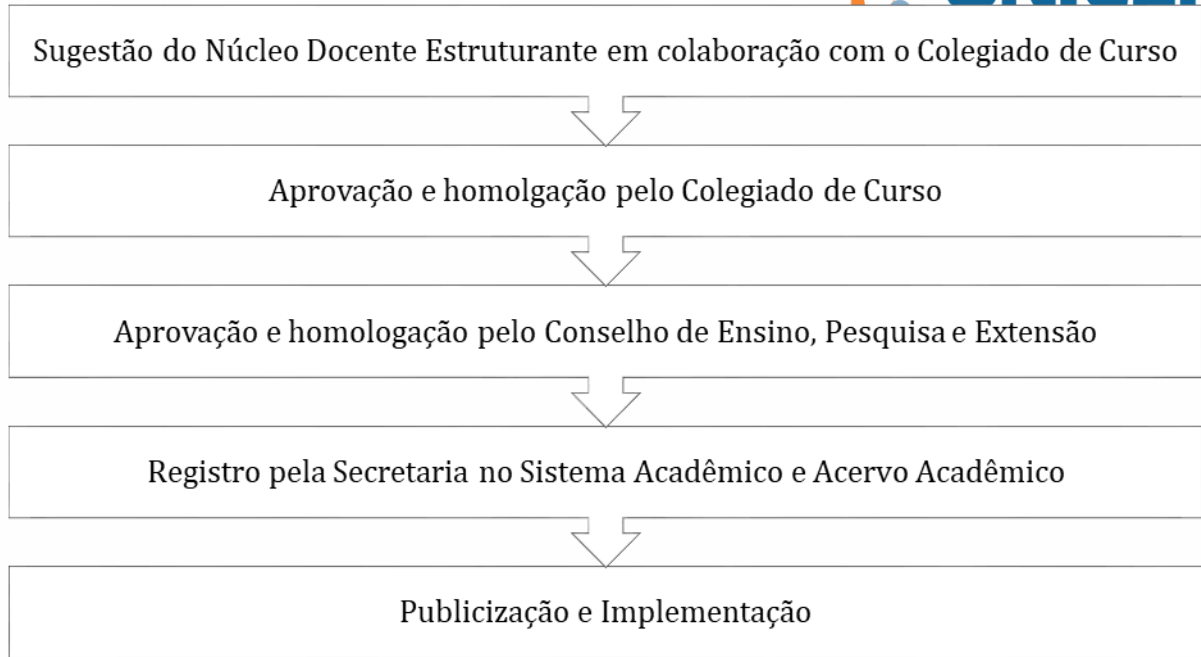 Sugestão do Núcleo Docente Estruturante em colaboração com o Colegiado de Curso
Aprovação e homolgação pelo Colegiado de Curso
Aprovação e homologação pelo Conselho de Ensino, Pesquisa e Extensão
Registro pela Secretaria no Sistema Acadêmico e Acervo Acadêmico
Publicização e Implementação